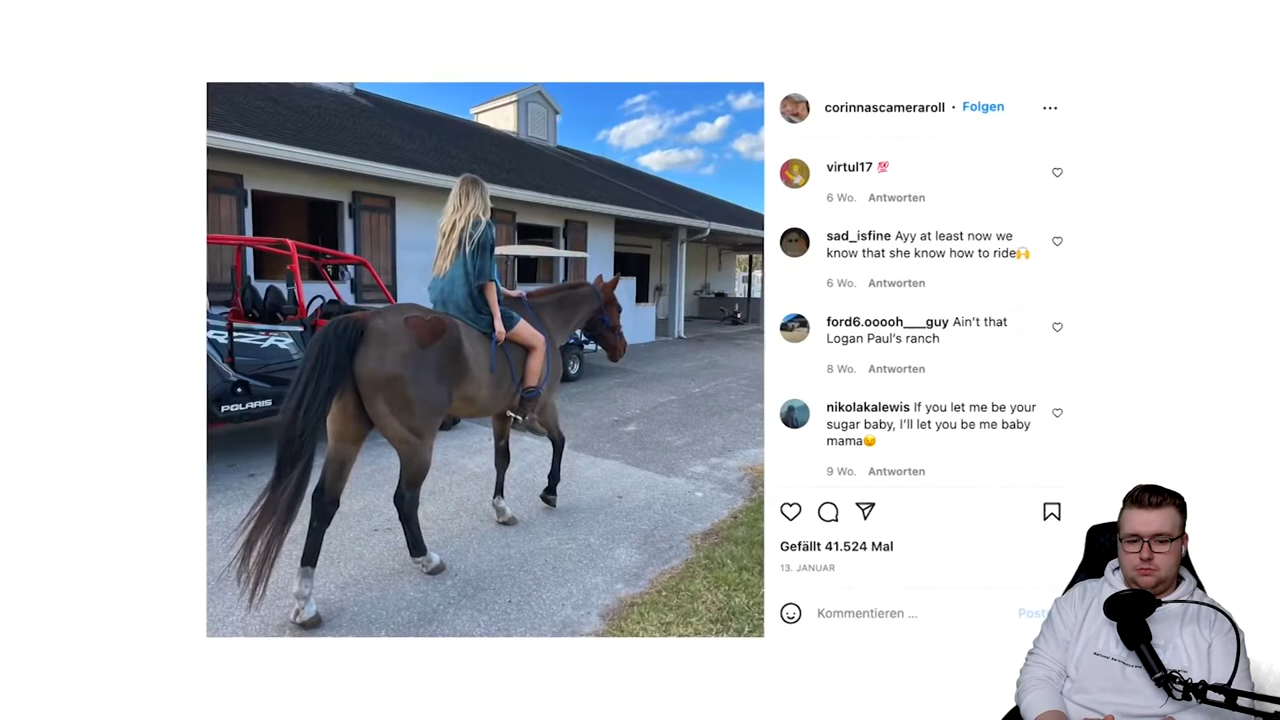 corinnascameraroll · Folgen
virtul17 💯
6 Wo. Antworten
sad_isfine Ayy at least now we
know that she know how to ride🙌
6 Wo. Antworten
ford6.ooooh___guy Ain't that
Logan Paul's ranch
8 Wo. Antworten
nikolakalewis If you let me be your
sugar baby, I'll let you be me baby
mama😉
9 Wo. Antworten
Gefällt 41.524 Mal
13. JANUAR
Kommentieren ...
RZR
POLARIS